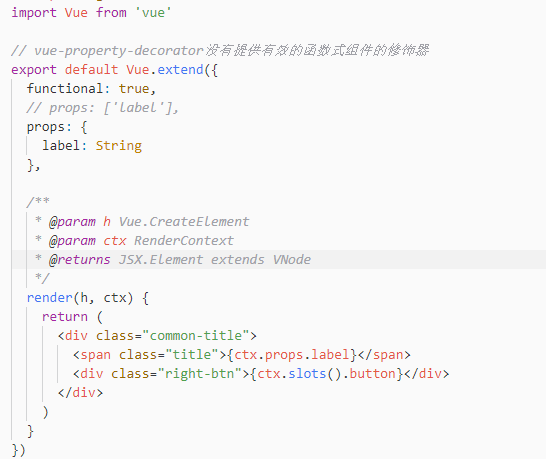 import Vue from 'vue'
// vue-property-decorator没有提供有效的函数式组件的修饰器
export default Vue.extend({
functional: true,
// props: ['label'],
props: {
label: String
},
/**
* @param h Vue.CreateElement
* @param ctx RenderContext
* @returns JSX.Element extends VNode
*/
render(h, ctx) {
return (
<div class="common-title">
<span class="title">{ctx.props.label}</span>
<div class="right-btn">{ctx.slots().button}</div>
</div>
)
}
})